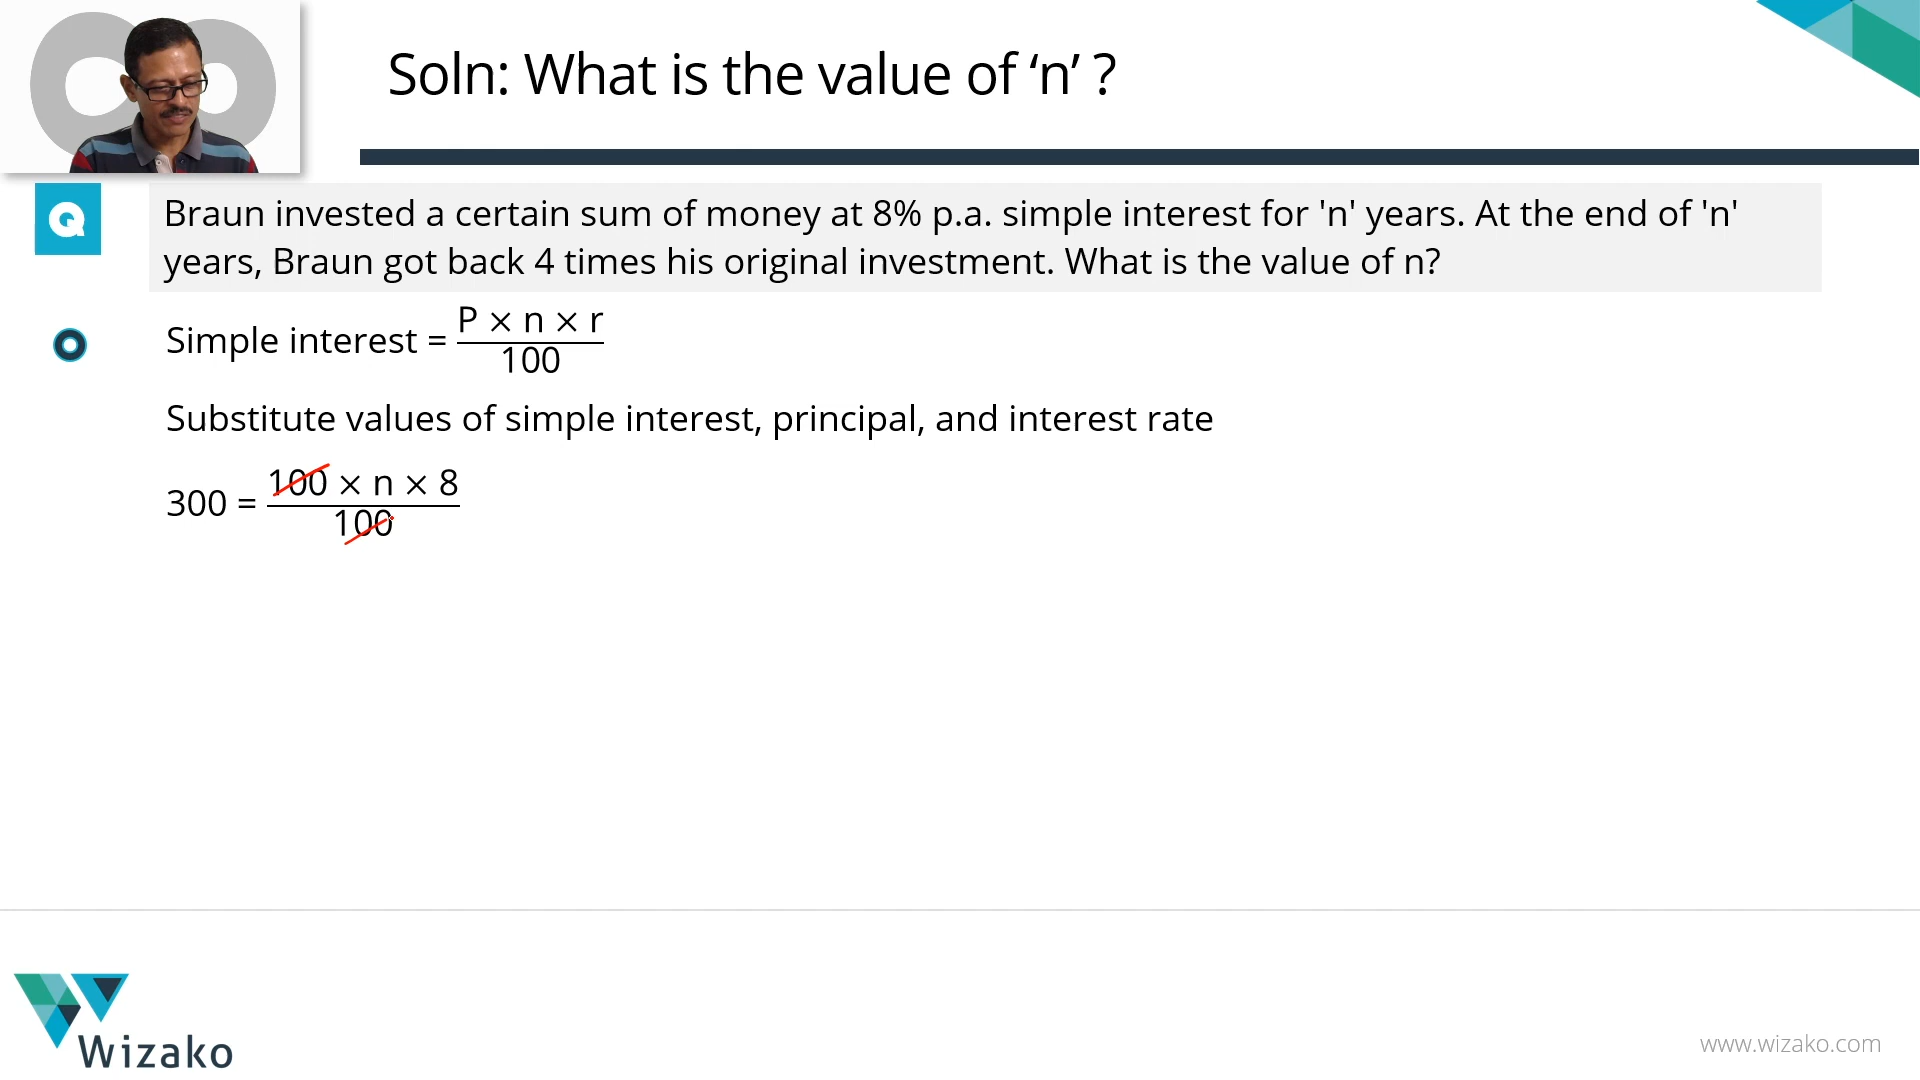 Soln: What is the value of ‘n’ ?
Q
Braun invested a certain sum of money at 8% p.a. simple interest for 'n' years. At the end of 'n'
years, Braun got back 4 times his original investment. What is the value of n?
Simple interest = P × n × r
100
Substitute values of simple interest, principal, and interest rate
300 = 100 × n × 8
100
Wizako
www.wizako.com